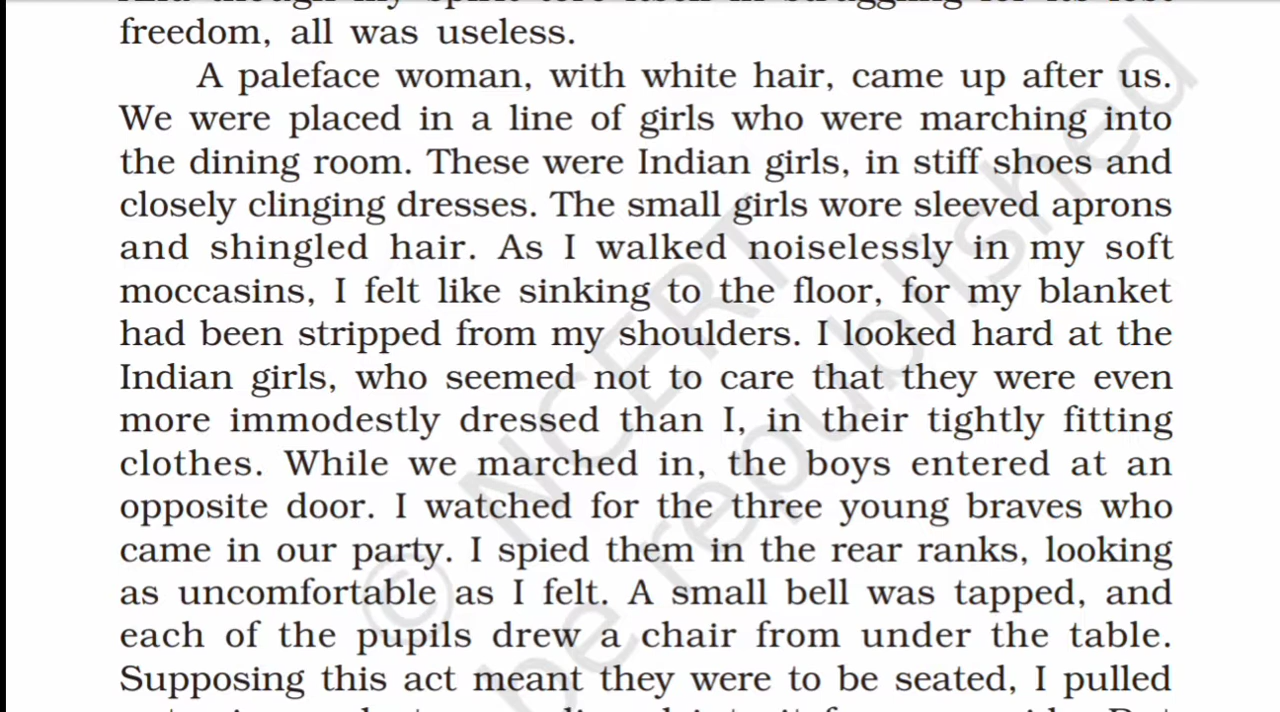 freedom, all was useless.
A paleface woman, with white hair, came up after us.
We were placed in a line of girls who were marching into
the dining room. These were Indian girls, in stiff shoes and
closely clinging dresses. The small girls wore sleeved aprons
and shingled hair. As I walked noiselessly in my soft
moccasins, I felt like sinking to the floor, for my blanket
had been stripped from my shoulders. I looked hard at the
Indian girls, who seemed not to care that they were even
more immodestly dressed than I, in their tightly fitting
clothes. While we marched in, the boys entered at an
opposite door. I watched for the three young braves who
came in our party. I spied them in the rear ranks, looking
as uncomfortable as I felt. A small bell was tapped, and
each of the pupils drew a chair from under the table.
Supposing this act meant they were to be seated, I pulled
© NCERT
be republished